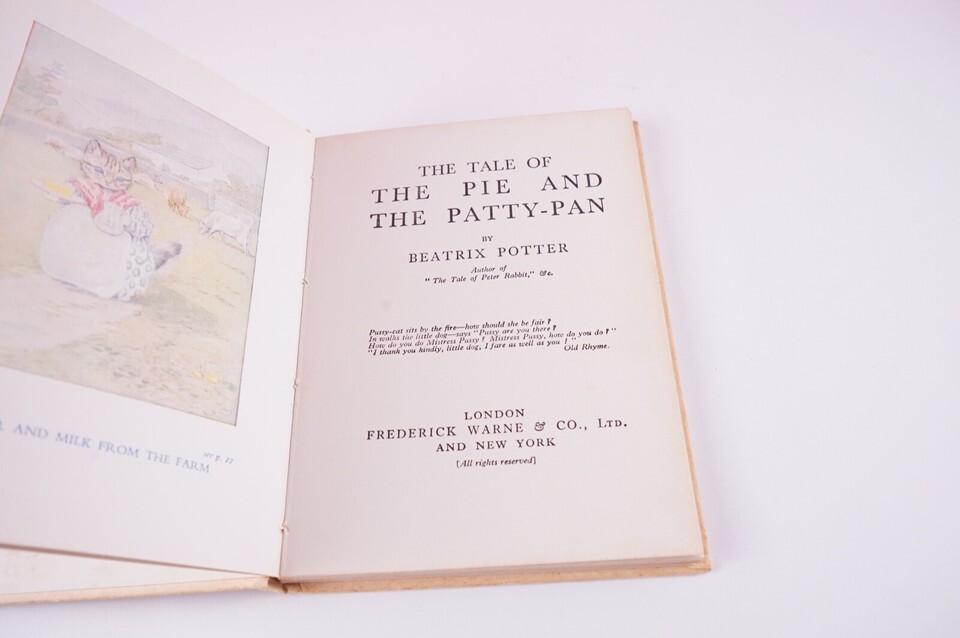 AND MILK FROM THE FARM
P. 27
THE TALE OF
THE PIE AND
THE PATTY-PAN
BY
BEATRIX POTTER
Author of
"The Tale of Peter Rabbit," &c.
Pussy-cat sits by the fire—how should she be fair?
In walks the little dog—says "Pussy are you there?
How do you do Mistress Pussy? Mistress Pussy, how do you do?"
"I thank you kindly, little dog, I fare as well as you!"
Old Rhyme.
LONDON
FREDERICK WARNE & CO., LTD.
AND NEW YORK
[All rights reserved]